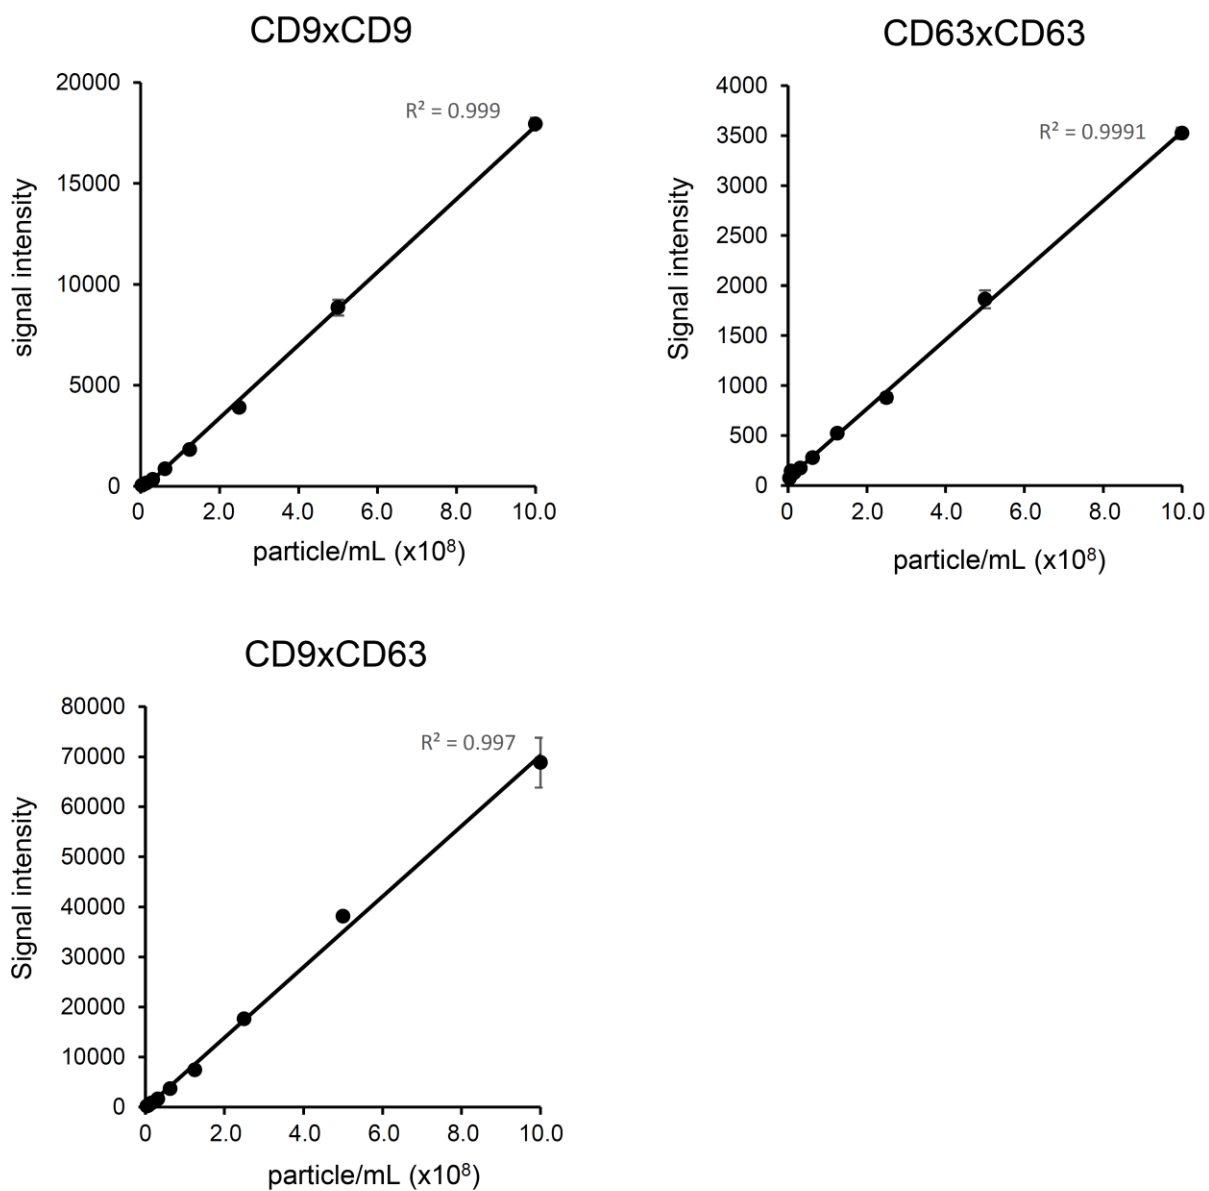 CD9xCD9
20000
15000
10000
5000
0
signal intensity
R² = 0.999
0 2.0 4.0 6.0 8.0 10.0
particle/mL (x10⁸)
CD63xCD63
4000
3500
3000
2500
2000
1500
1000
500
0
Signal intensity
R² = 0.9991
0 2.0 4.0 6.0 8.0 10.0
particle/mL (x10⁸)
CD9xCD63
80000
70000
60000
50000
40000
30000
20000
10000
0
Signal intensity
R² = 0.997
0 2.0 4.0 6.0 8.0 10.0
particle/mL (x10⁸)